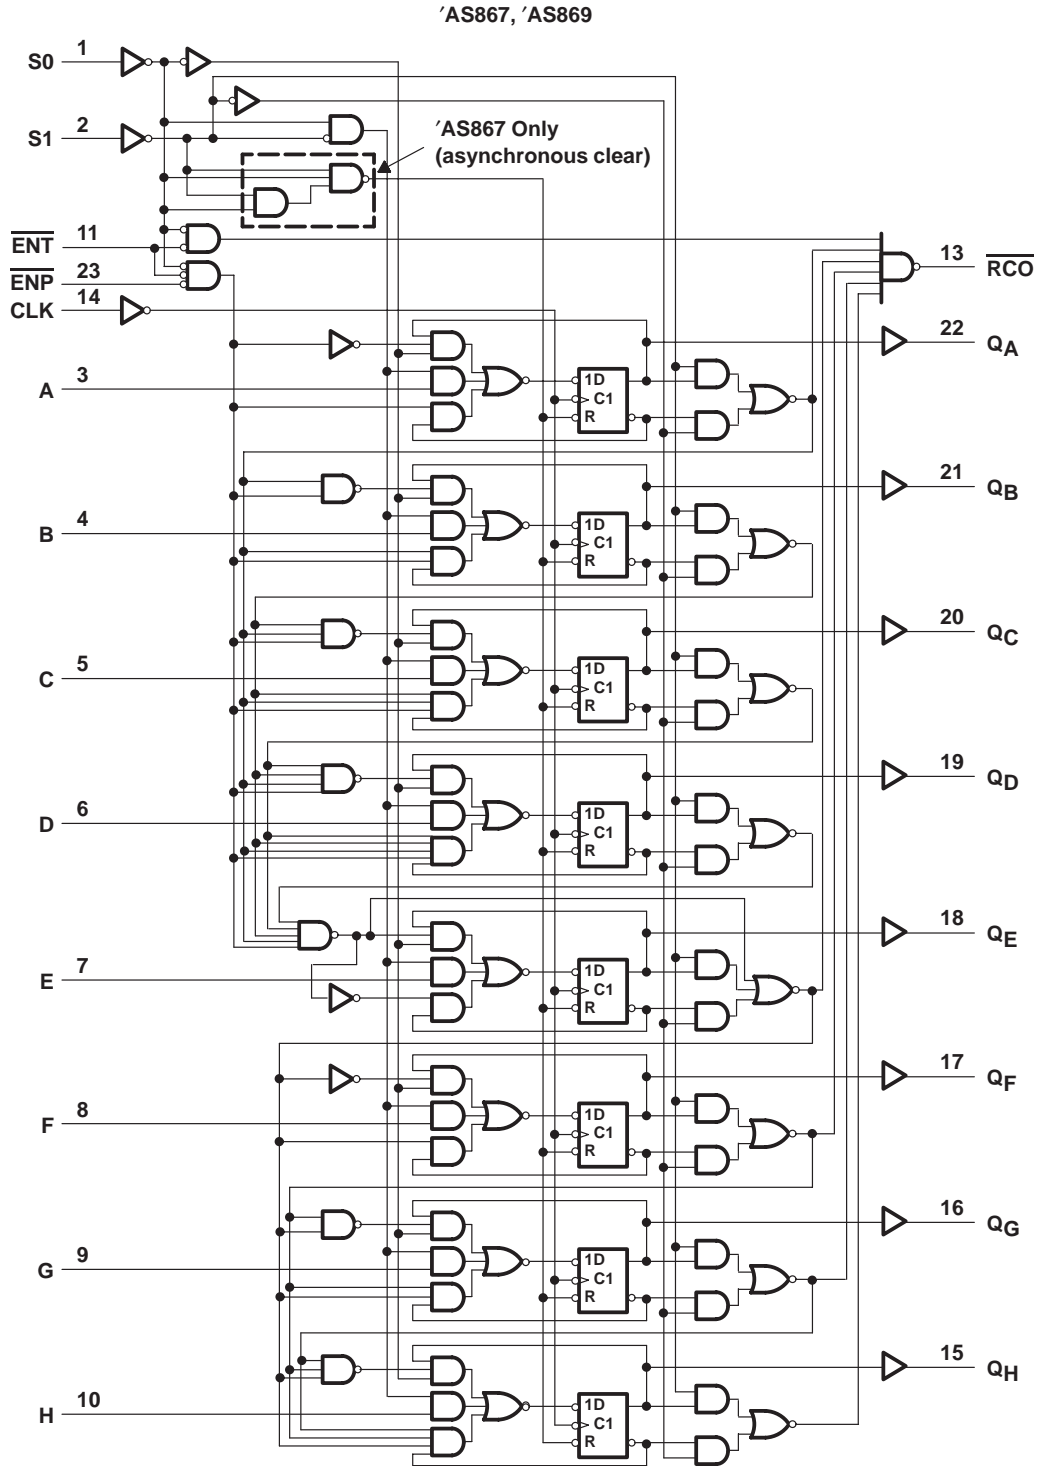 ′AS867, ′AS869
S0 1
S1 2
′AS867 Only
(asynchronous clear)
ENT 11
13 RCO
ENP 23
CLK 14
22 QA
A 3
1D
C1
R
21 QB
B 4
1D
C1
R
20 QC
C 5
1D
C1
R
19 QD
D 6
1D
C1
R
18 QE
E 7
1D
C1
R
17 QF
F 8
1D
C1
R
16 QG
G 9
1D
C1
R
15 QH
H 10
1D
C1
R